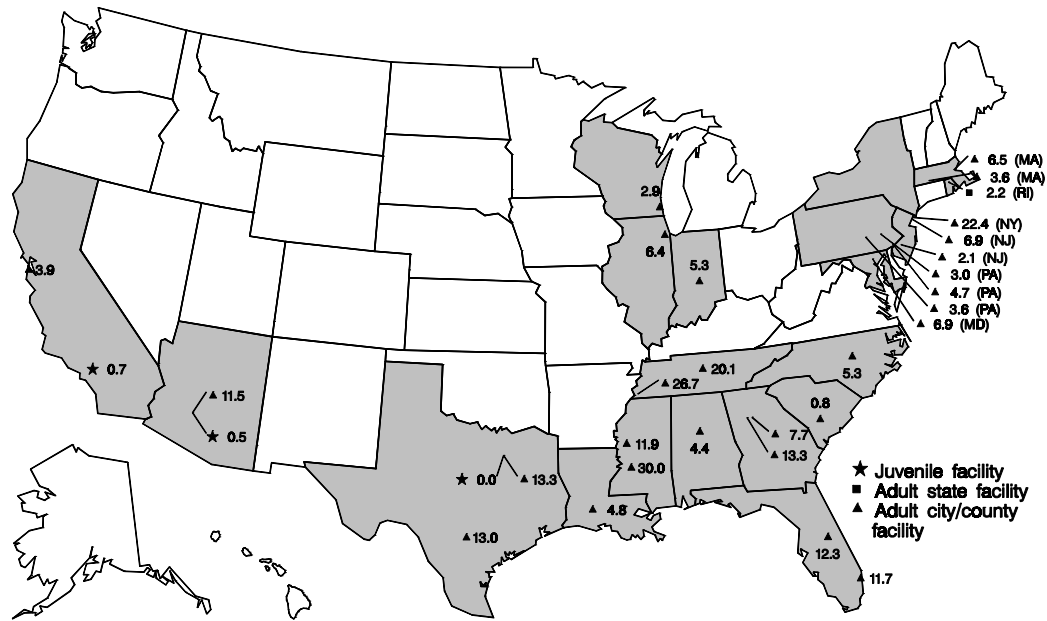 6.5 (MA)
3.6 (MA)
2.2 (RI)
2.9
22.4 (NY)
6.9 (NJ)
6.4
2.1 (NJ)
5.3
3.9
3.0 (PA)
4.7 (PA)
3.6 (PA)
6.9 (MD)
0.7
20.1
5.3
26.7
11.5
0.8
0.5
7.7
11.9
4.4
13.3
30.0
0.0
13.3
Juvenile facility
Adult state facility
4.8
Adult city/county
facility
13.0
12.3
11.7